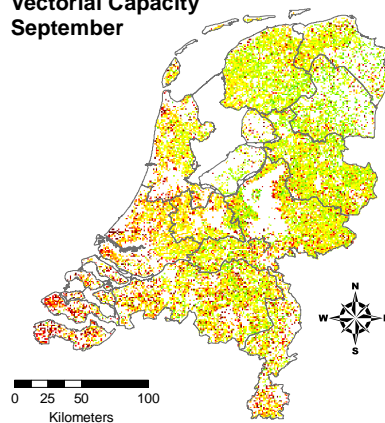 Vectorial Capacity
September
N
W
S
0 25 50 100
Kilometers